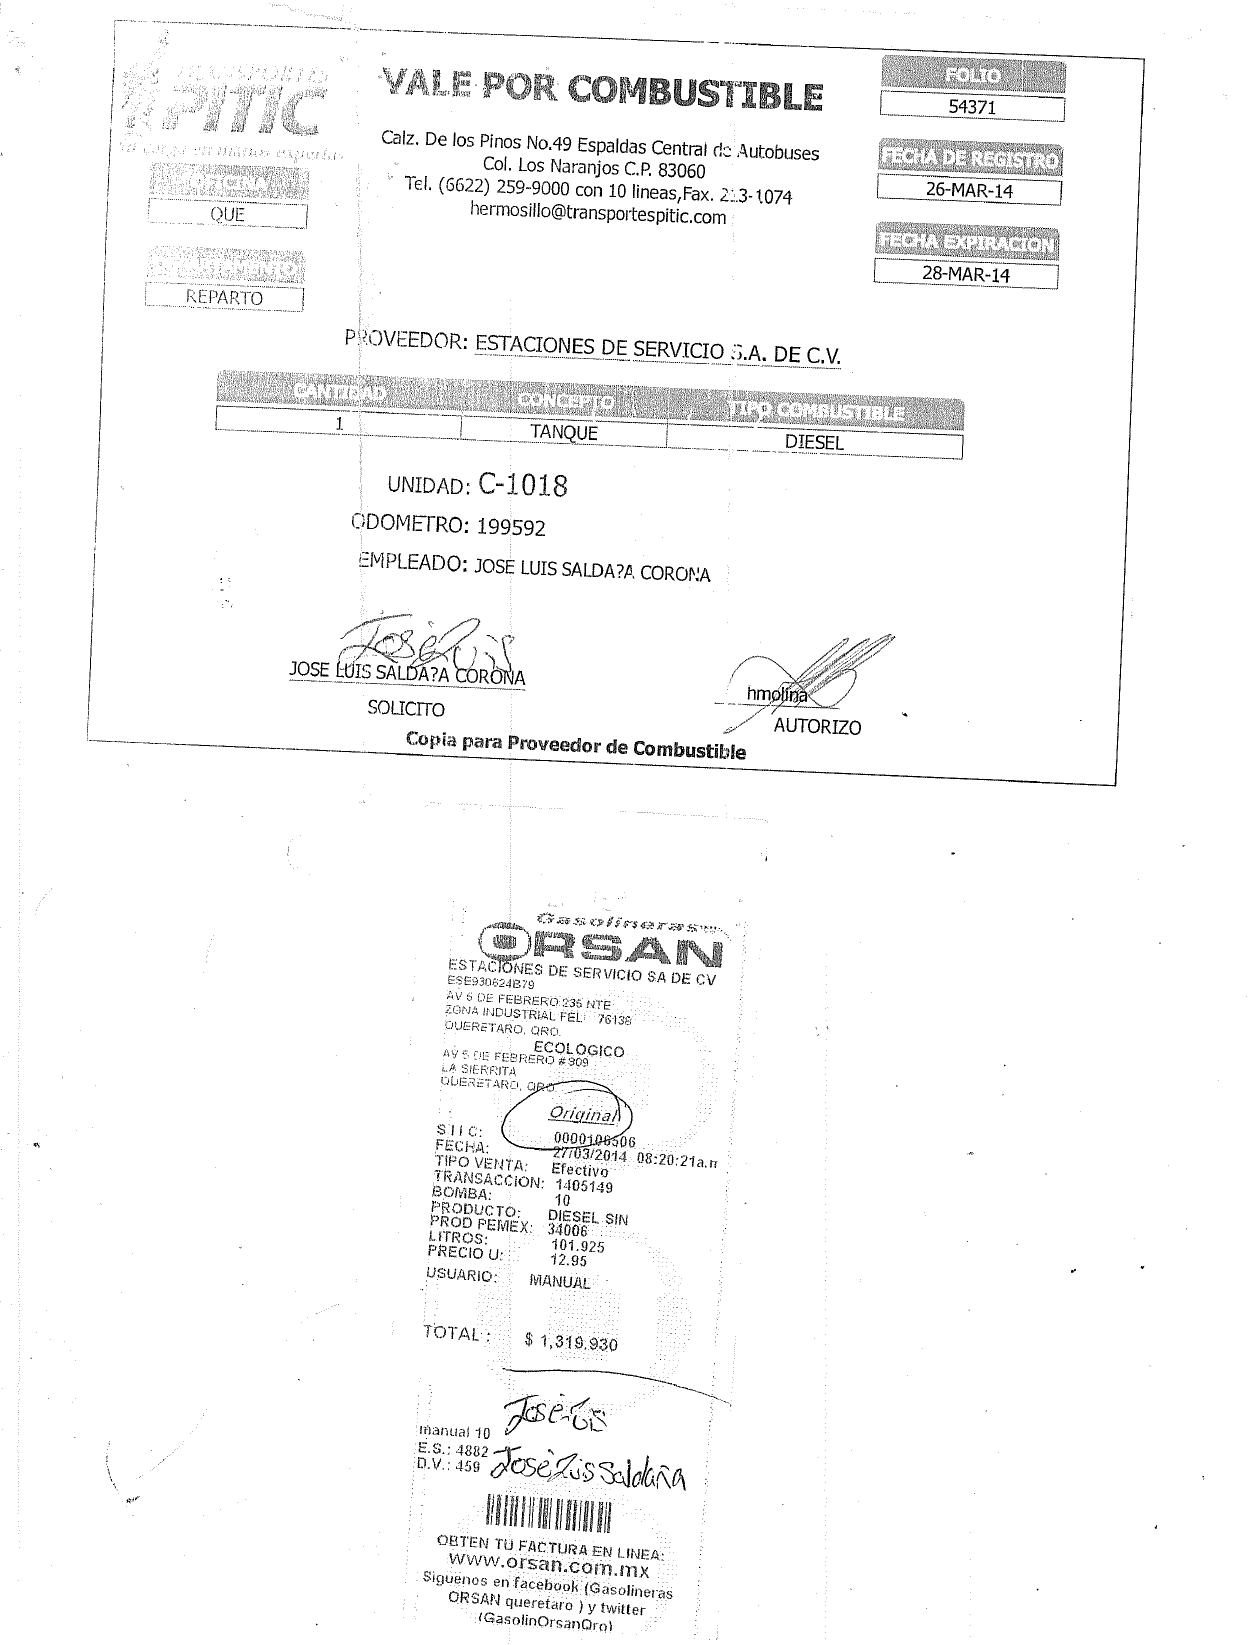 TRANSPORTES
PITIC
VALE POR COMBUSTIBLE
Calz. De los Pinos No.49 Espaldas Central de Autobuses
Col. Los Naranjos C.P. 83060
Tel. (6622) 259-9000 con 10 lineas,Fax. 213-1074
hermosillo@transportespitic.com
FOLIO
54371
FECHA DE REGISTRO
26-MAR-14
FECHA EXPIRACION
28-MAR-14
OFICINA
QUE
DEPARTAMENTO
REPARTO
PROVEEDOR: ESTACIONES DE SERVICIO S.A. DE C.V.
CANTIDAD CONCEPTO TIPO COMBUSTIBLE
1 TANQUE DIESEL
UNIDAD: C-1018
ODOMETRO: 199592
EMPLEADO: JOSE LUIS SALDA?A CORONA
José Luis
JOSE LUIS SALDA?A CORONA
SOLICITO
hmolina
AUTORIZO
Copia para Proveedor de Combustible
Gasolineras
ORSAN
ESTACIONES DE SERVICIO SA DE CV
ESE930624B79
AV 5 DE FEBRERO 235 NTE
ZONA INDUSTRIAL FEL 76138
QUERETARO, QRO.
ECOLOGICO
AV 5 DE FEBRERO #909
LA SIERRITA
QUERETARO, QRO
Original
S I I C: 0000106506
FECHA: 27/03/2014 08:20:21a.m
TIPO VENTA: Efectivo
TRANSACCION: 1405149
BOMBA: 10
PRODUCTO: DIESEL SIN
PROD PEMEX: 34006
LITROS: 101.925
PRECIO U: 12.95
USUARIO: MANUAL
TOTAL : $ 1,319.930
José Luis
manual 10
E.S.: 4882
D.V.: 459
José Luis Saldaña
OBTEN TU FACTURA EN LINEA:
www.orsan.com.mx
Siguenos en facebook (Gasolineras
ORSAN queretaro ) y twitter
(GasolinOrsanQro)